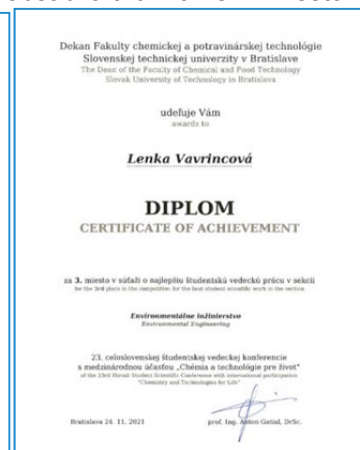 Dekan Fakulty chemickej a potravinárskej technológie
Slovenskej technickej univerzity v Bratislave
The Dean of the Faculty of Chemical and Food Technology
Slovak University of Technology in Bratislava
udeľuje Vám
awards to
Lenka Vavrincová
DIPLOM
CERTIFICATE OF ACHIEVEMENT
za 3. miesto v súťaži o najlepšiu študentskú vedeckú prácu v sekcii
for the 3rd place in the competition for the best student scientific work in the section
Environmentálne inžinierstvo
Environmental Engineering
23. celoslovenskej študentskej vedeckej konferencie
s medzinárodnou účasťou „Chémia a technológie pre život“
of the 23rd Slovak Student Scientific Conference with international participation
"Chemistry and Technologies for Life"
Bratislava 24. 11. 2021
prof. Ing. Anton Gatial, DrSc.